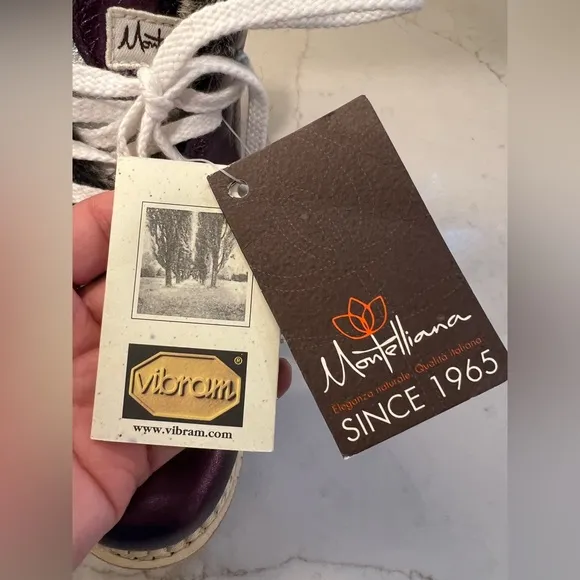 Montelliana
vibram®
www.vibram.com
Montelliana
Eleganza naturale. Qualità italiana.
SINCE 1965